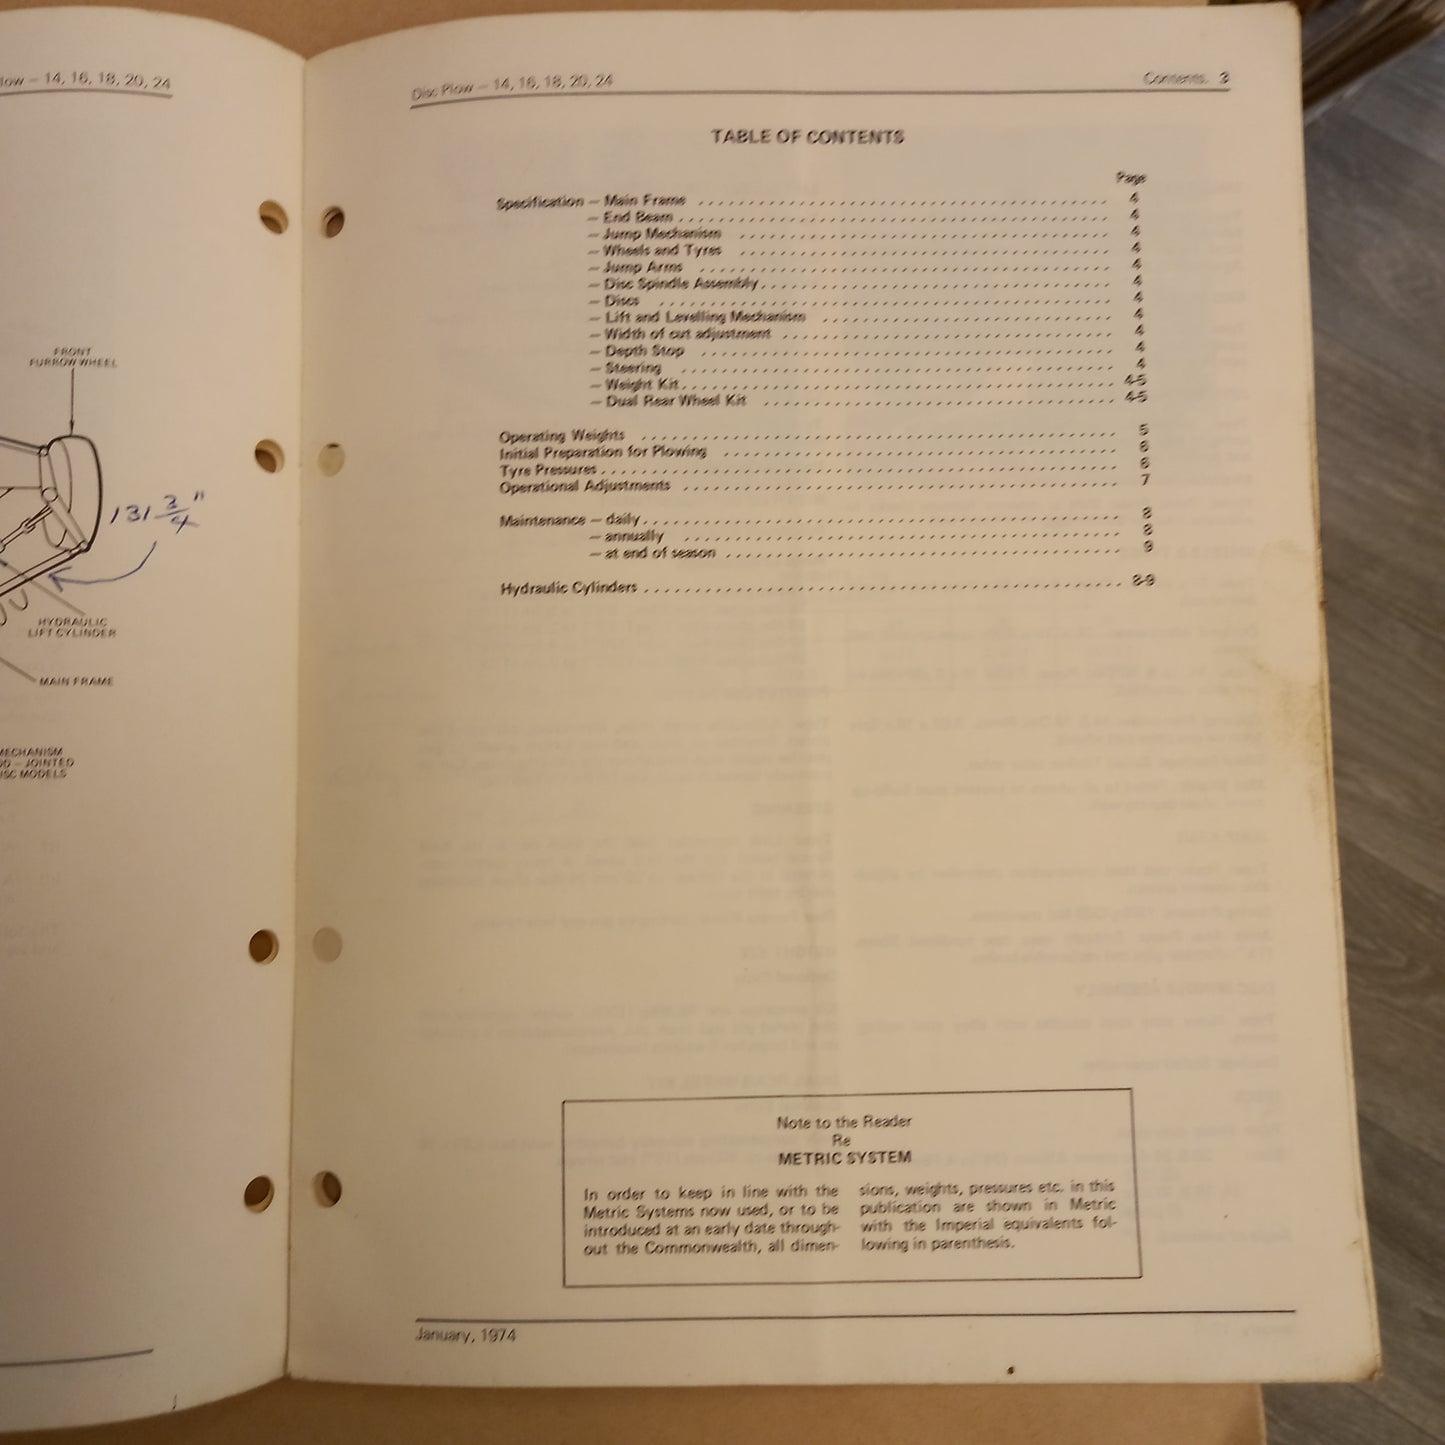 low – 14, 16, 18, 20, 24
FRONT
FURROW WHEEL
131 3/4"
HYDRAULIC
LIFT CYLINDER
MAIN FRAME
MECHANISM
OD – JOINTED
ISC MODELS
Disc Plow – 14, 16, 18, 20, 24 Contents. 3
TABLE OF CONTENTS
Page
Specification – Main Frame 4
– End Beam 4
– Jump Mechanism 4
– Wheels and Tyres 4
– Jump Arms 4
– Disc Spindle Assembly 4
– Discs 4
– Lift and Levelling Mechanism 4
– Width of cut adjustment 4
– Depth Stop 4
– Steering 4
– Weight Kit 4-5
– Dual Rear Wheel Kit 4-5
Operating Weights 5
Initial Preparation for Plowing 6
Tyre Pressures 6
Operational Adjustments 7
Maintenance – daily 8
– annually 8
– at end of season 9
Hydraulic Cylinders 8-9
Note to the Reader
Re
METRIC SYSTEM
In order to keep in line with the
Metric Systems now used, or to be
introduced at an early date through-
out the Commonwealth, all dimen-
sions, weights, pressures etc. in this
publication are shown in Metric
with the Imperial equivalents fol-
lowing in parenthesis.
January, 1974